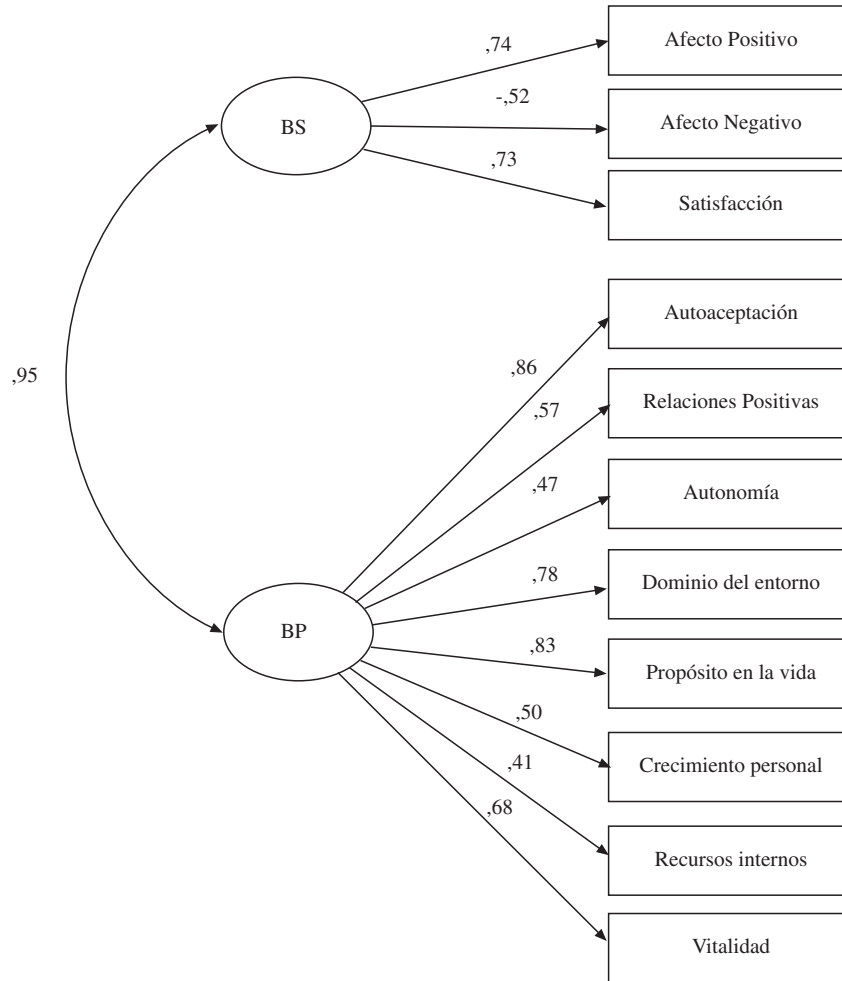 ,74
Afecto Positivo
BS
-,52
Afecto Negativo
,73
Satisfacción
,95
,86
Autoaceptación
,57
Relaciones Positivas
,47
Autonomía
BP
,78
Dominio del entorno
,83
Propósito en la vida
,50
Crecimiento personal
,41
Recursos internos
,68
Vitalidad